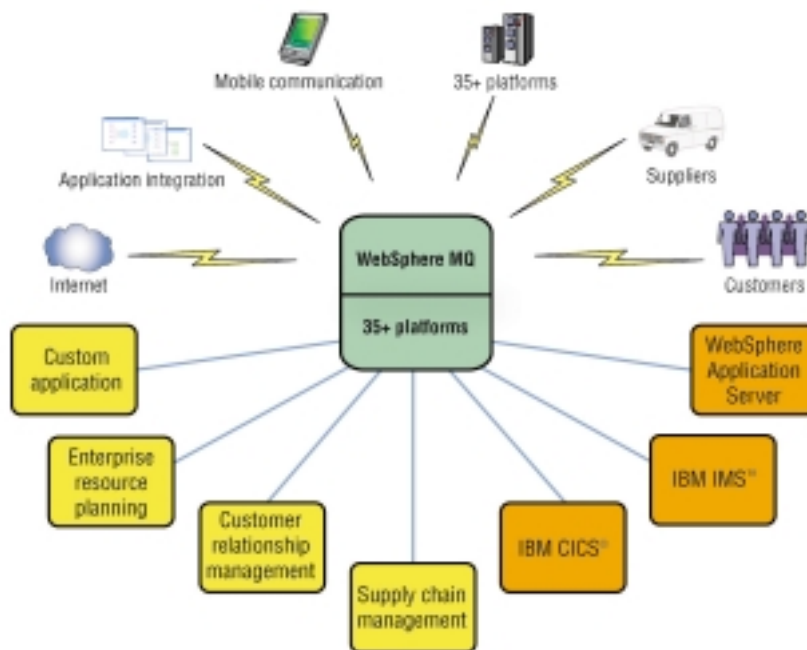 Mobile communication
35+ platforms
Application integration
Suppliers
Internet
Customers
WebSphere MQ
35+ platforms
Custom
application
WebSphere
Application
Server
Enterprise
resource
planning
IBM IMS®
Customer
relationship
management
IBM CICS®
Supply chain
management